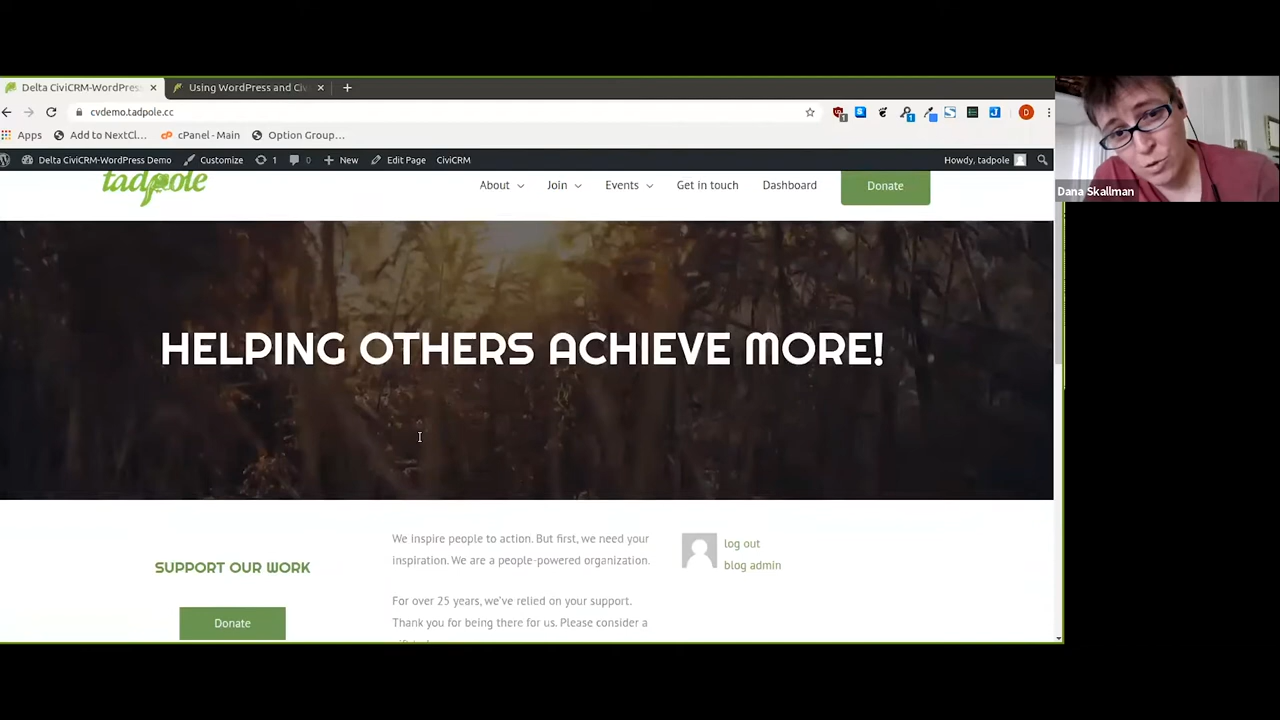 Delta CiviCRM-WordPress
Using WordPress and Civ
cvdemo.tadpole.cc
Apps
Add to NextCl...
cPanel - Main
Option Group...
Delta CiviCRM-WordPress Demo
Customize
1
0
New
Edit Page
CiviCRM
Howdy, tadpole
tadpole
About
Join
Events
Get in touch
Dashboard
Donate
Dana Skallman
HELPING OTHERS ACHIEVE MORE!
SUPPORT OUR WORK
Donate
We inspire people to action. But first, we need your
inspiration. We are a people-powered organization.
For over 25 years, we've relied on your support.
Thank you for being there for us. Please consider a
log out
blog admin